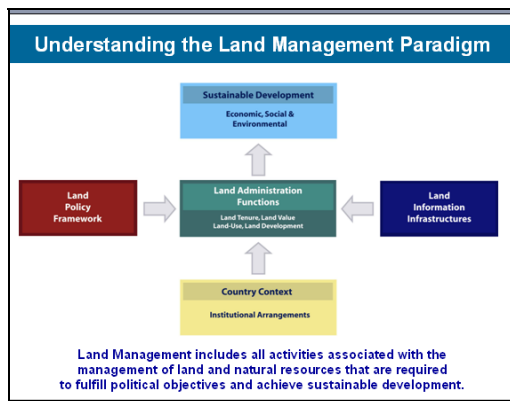 Understanding the Land Management Paradigm
Sustainable Development
Economic, Social &
Environmental
Land
Policy
Framework
Land Administration
Functions
Land Tenure, Land Value
Land-Use, Land Development
Land
Information
Infrastructures
Country Context
Institutional Arrangements
Land Management includes all activities associated with the
management of land and natural resources that are required
to fulfill political objectives and achieve sustainable development.